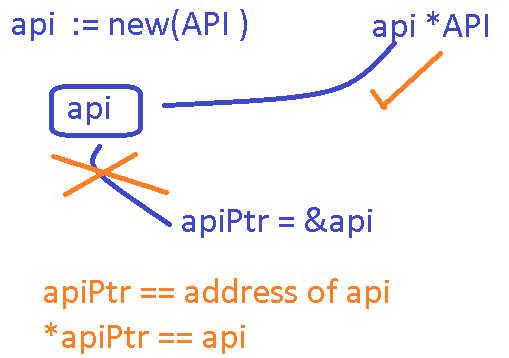 api := new(API )
api *API
api
apiPtr = &api
apiPtr == address of api
*apiPtr == api